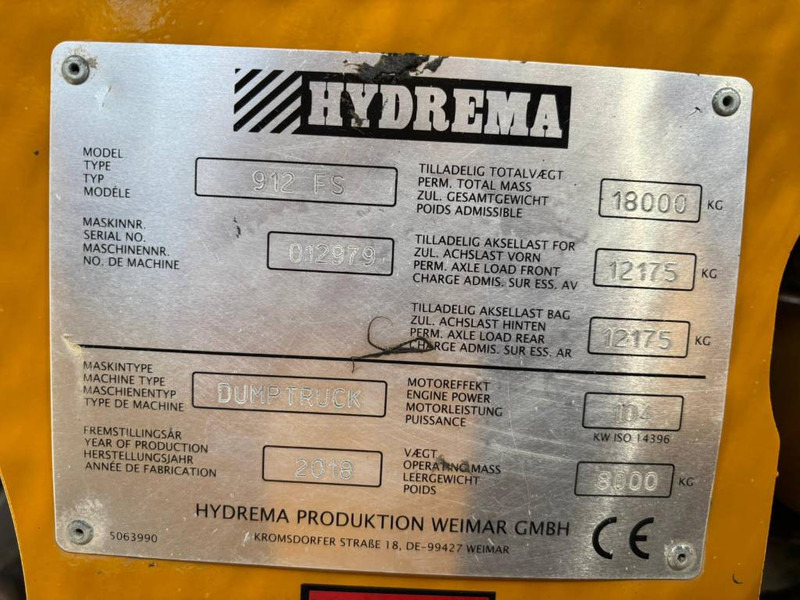 HYDREMA
MODEL
TYPE
TYP
MODÉLE
912 FS
TILLADELIG TOTALVÆGT
PERM. TOTAL MASS
ZUL. GESAMTGEWICHT
POIDS ADMISSIBLE
18000 KG
MASKINNR.
SERIAL NO.
MASCHINENNR.
NO. DE MACHINE
012979
TILLADELIG AKSELLAST FOR
ZUL. ACHSLAST VORN
PERM. AXLE LOAD FRONT
CHARGE ADMIS. SUR ESS. AV
12175 KG
TILLADELIG AKSELLAST BAG
ZUL. ACHSLAST HINTEN
PERM. AXLE LOAD REAR
CHARGE ADMIS. SUR ESS. AR
12175 KG
MASKINTYPE
MACHINE TYPE
MASCHIENENTYP
TYPE DE MACHINE
DUMPTRUCK
MOTOREFFEKT
ENGINE POWER
MOTORLEISTUNG
PUISSANCE
104
KW ISO 14396
FREMSTILLINGSÅR
YEAR OF PRODUCTION
HERSTELLUNGSJAHR
ANNÉE DE FABRICATION
2018
VÆGT
OPERATING MASS
LEERGEWICHT
POIDS
8000 KG
HYDREMA PRODUKTION WEIMAR GMBH
KROMSDORFER STRAßE 18, DE-99427 WEIMAR
5063990
CE